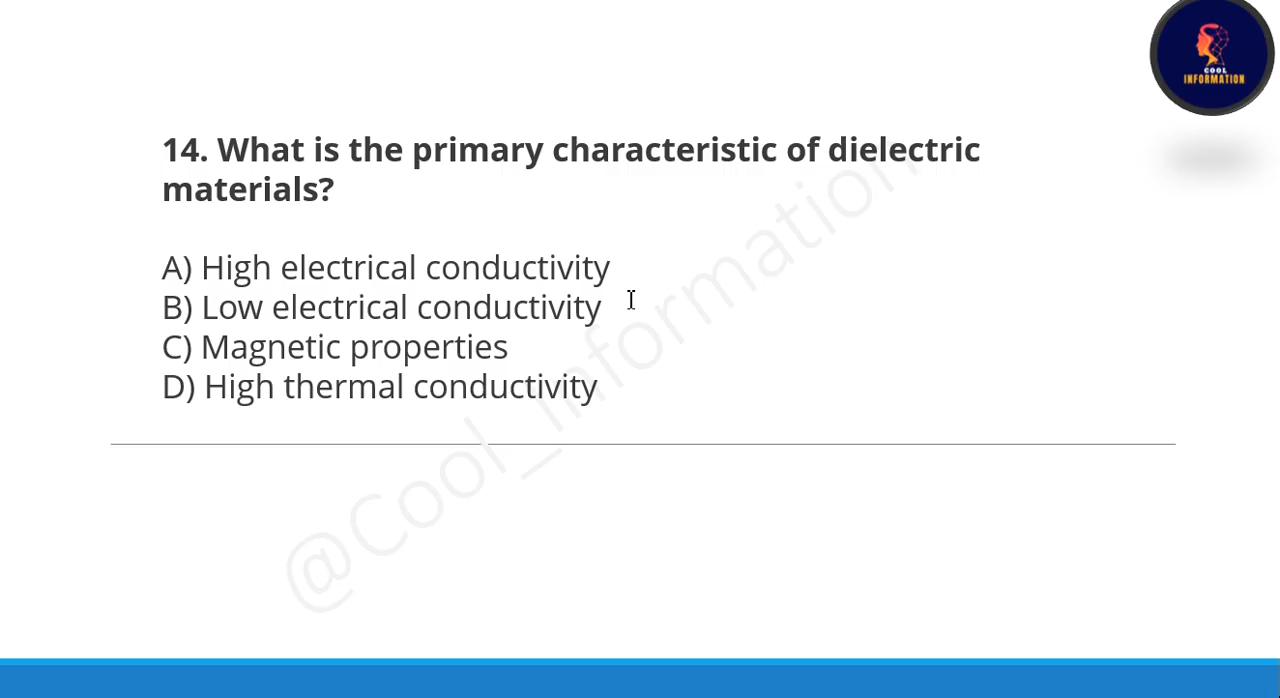 COOL
INFORMATION
14. What is the primary characteristic of dielectric
materials?
A) High electrical conductivity
B) Low electrical conductivity
C) Magnetic properties
D) High thermal conductivity
@Cool_Information